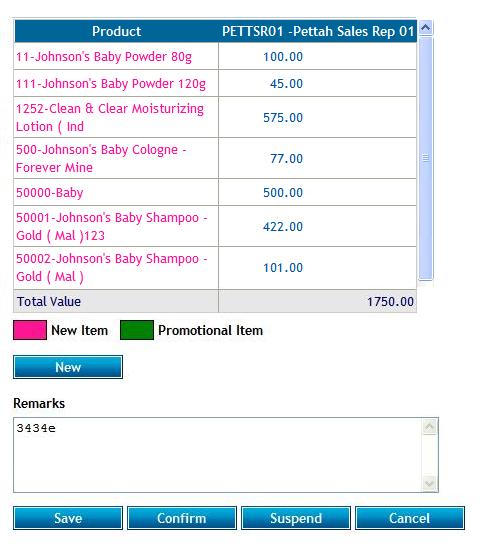 Product PETTSR01 -Pettah Sales Rep 01
11-Johnson's Baby Powder 80g 100.00
111-Johnson's Baby Powder 120g 45.00
1252-Clean & Clear Moisturizing
Lotion ( Ind 575.00
500-Johnson's Baby Cologne -
Forever Mine 77.00
50000-Baby 500.00
50001-Johnson's Baby Shampoo -
Gold ( Mal )123 422.00
50002-Johnson's Baby Shampoo -
Gold ( Mal ) 101.00
Total Value 1750.00
New Item Promotional Item
New
Remarks
3434e
Save Confirm Suspend Cancel